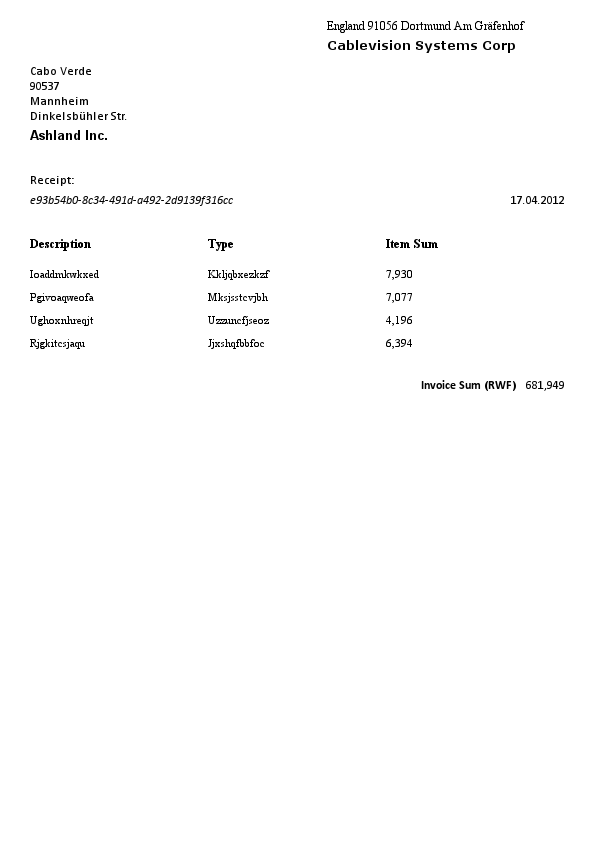 England 91056 Dortmund Am Gräfenhof
Cablevision Systems Corp
Cabo Verde
90537
Mannheim
Dinkelsbühler Str.
Ashland Inc.
Receipt:
e93b54b0-8c34-491d-a492-2d9139f316cc 17.04.2012
Description Type Item Sum
Ioaddmkwkxed Kkljqbxezkzf 7,930
Pgivoaqweofa Mksjsstcvjbh 7,077
Ughoxnhreqjt Uzzuncfjseoz 4,196
Rjgkitcsjaqu Jjxshqfbbfoc 6,394
Invoice Sum (RWF) 681,949